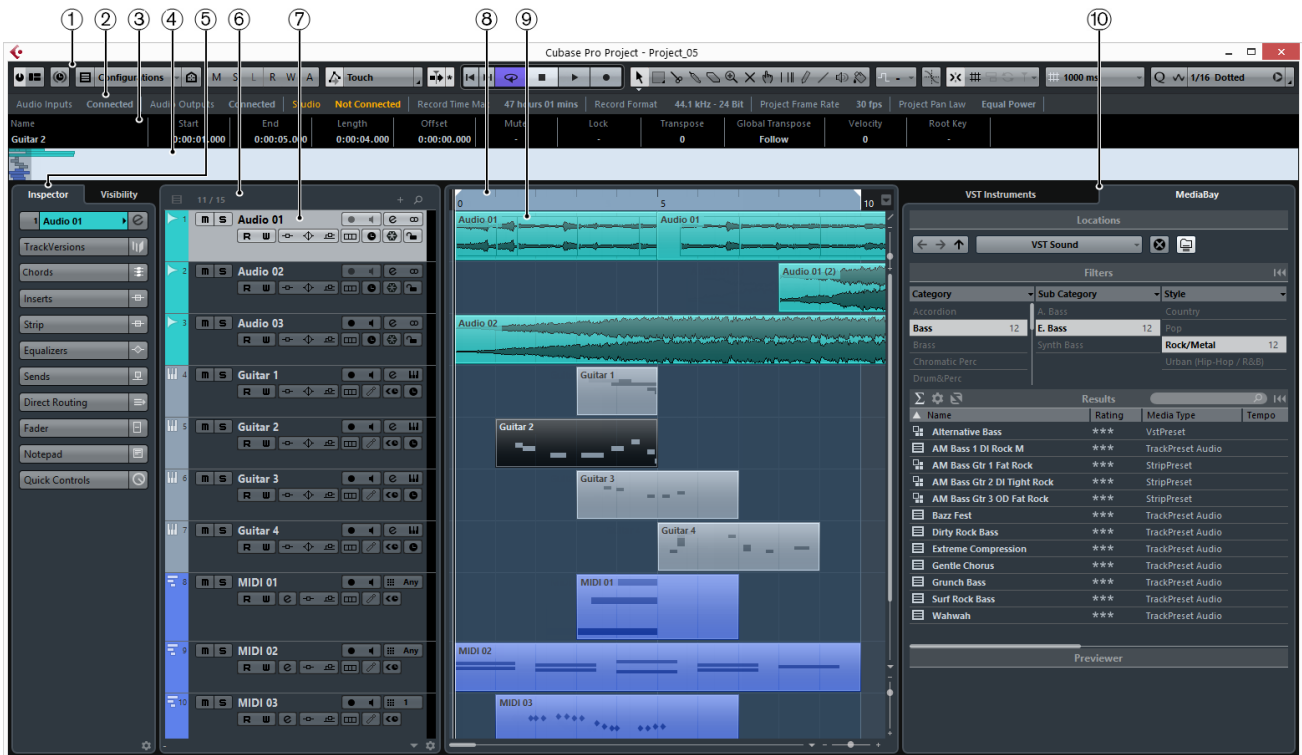 ① ② ③ ④ ⑤ ⑥ ⑦ ⑧ ⑨ ⑩
Cubase Pro Project - Project_05
Configurations M S L R W A Touch 1000 ms Q 1/16 Dotted
Audio Inputs Connected Audio Outputs Connected Studio Not Connected Record Time Ma 47 hours 01 mins Record Format 44.1 kHz - 24 Bit Project Frame Rate 30 fps Project Pan Law Equal Power
Name Start End Length Offset Mute Lock Transpose Global Transpose Velocity Root Key
Guitar 2 0:00:01.000 0:00:05.000 0:00:04.000 0:00:00.000 - - 0 Follow 0 -
Inspector Visibility
1 Audio 01 e
TrackVersions
Chords
Inserts
Strip
Equalizers
Sends
Direct Routing
Fader
Notepad
Quick Controls
11 / 15
1 m S Audio 01 e
R W
2 m S Audio 02 e
R W
3 m S Audio 03 e
R W
4 m S Guitar 1 e
R W
5 m S Guitar 2 e
R W
6 m S Guitar 3 e
R W
7 m S Guitar 4 e
R W
8 m S MIDI 01 Any
R W e
9 m S MIDI 02 Any
R W e
10 m S MIDI 03 1
R W e
0 5 10
Audio 01 Audio 01
Audio 01 (2)
Audio 02
Guitar 1
Guitar 2
Guitar 3
Guitar 4
MIDI 01
MIDI 02
MIDI 03
VST Instruments MediaBay
Locations
VST Sound
Filters
Category Sub Category Style
Accordion A. Bass Country
Bass 12 E. Bass 12 Pop
Brass Synth Bass Rock/Metal 12
Chromatic Perc Urban (Hip-Hop / R&B)
Drum&Perc
Σ Results
Name Rating Media Type Tempo
Alternative Bass *** VstPreset
AM Bass 1 DI Rock M *** TrackPreset Audio
AM Bass Gtr 1 Fat Rock *** StripPreset
AM Bass Gtr 2 DI Tight Rock *** StripPreset
AM Bass Gtr 3 OD Fat Rock *** StripPreset
Bazz Fest *** TrackPreset Audio
Dirty Rock Bass *** TrackPreset Audio
Extreme Compression *** TrackPreset Audio
Gentle Chorus *** TrackPreset Audio
Grunch Bass *** TrackPreset Audio
Surf Rock Bass *** TrackPreset Audio
Wahwah *** TrackPreset Audio
Previewer